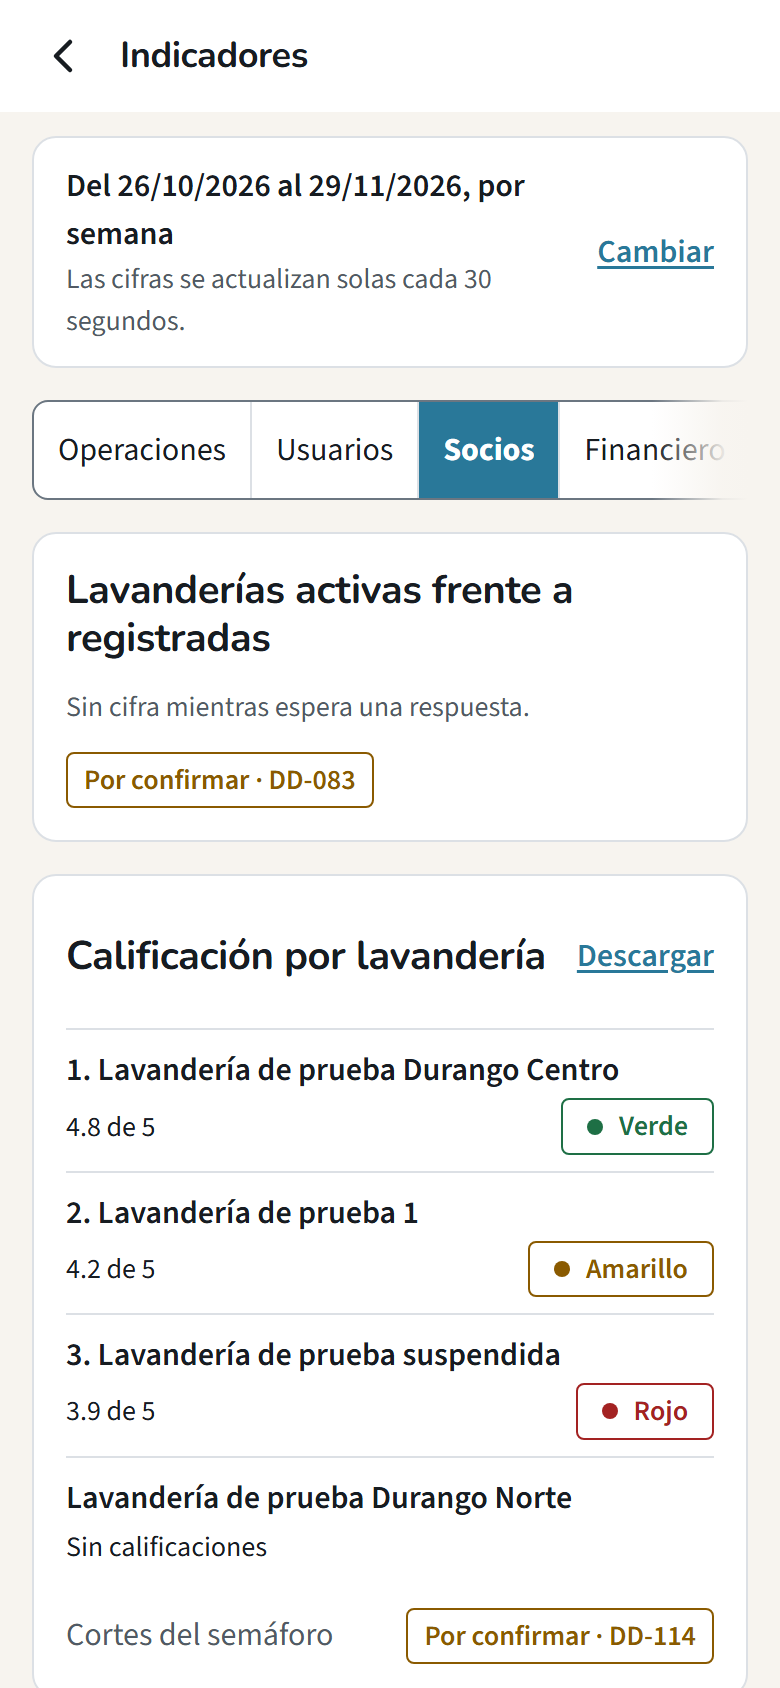 Indicadores
Del 26/10/2026 al 29/11/2026, por
semana
Las cifras se actualizan solas cada 30
segundos.
Cambiar
Operaciones
Usuarios
Socios
Financiero
Lavanderías activas frente a
registradas
Sin cifra mientras espera una respuesta.
Por confirmar · DD-083
Calificación por lavandería
Descargar
1. Lavandería de prueba Durango Centro
4.8 de 5
Verde
2. Lavandería de prueba 1
4.2 de 5
Amarillo
3. Lavandería de prueba suspendida
3.9 de 5
Rojo
Lavandería de prueba Durango Norte
Sin calificaciones
Cortes del semáforo
Por confirmar · DD-114